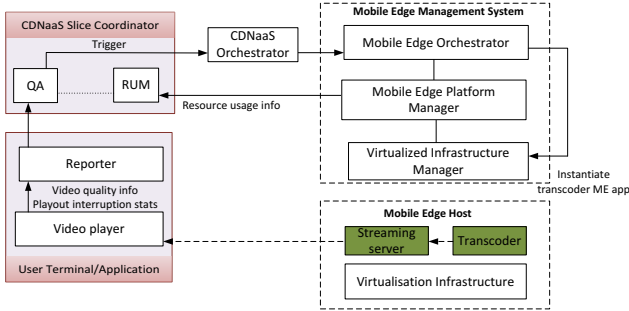 CDNaaS Slice Coordinator
Trigger
QA
RUM
CDNaaS
Orchestrator
Mobile Edge Management System
Mobile Edge Orchestrator
Mobile Edge Platform
Manager
Resource usage info
Virtualized Infrastructure
Manager
Instantiate
transcoder ME app
Reporter
Video quality info
Playout interruption stats
Video player
User Terminal/Application
Mobile Edge Host
Streaming
server
Transcoder
Virtualisation Infrastructure